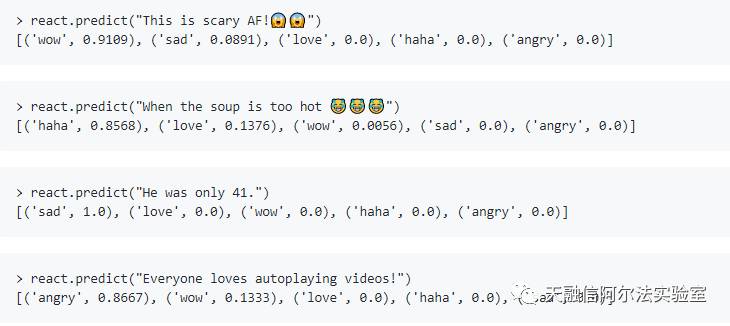 > react.predict("This is scary AF!😱😱")
[('wow', 0.9109), ('sad', 0.0891), ('love', 0.0), ('haha', 0.0), ('angry', 0.0)]
> react.predict("When the soup is too hot 😹😹😹")
[('haha', 0.8568), ('love', 0.1376), ('wow', 0.0056), ('sad', 0.0), ('angry', 0.0)]
> react.predict("He was only 41.")
[('sad', 1.0), ('love', 0.0), ('wow', 0.0), ('haha', 0.0), ('angry', 0.0)]
> react.predict("Everyone loves autoplaying videos!")
[('angry', 0.8667), ('wow', 0.1333), ('love', 0.0), ('haha', 0.0),
天融信阿尔法实验室